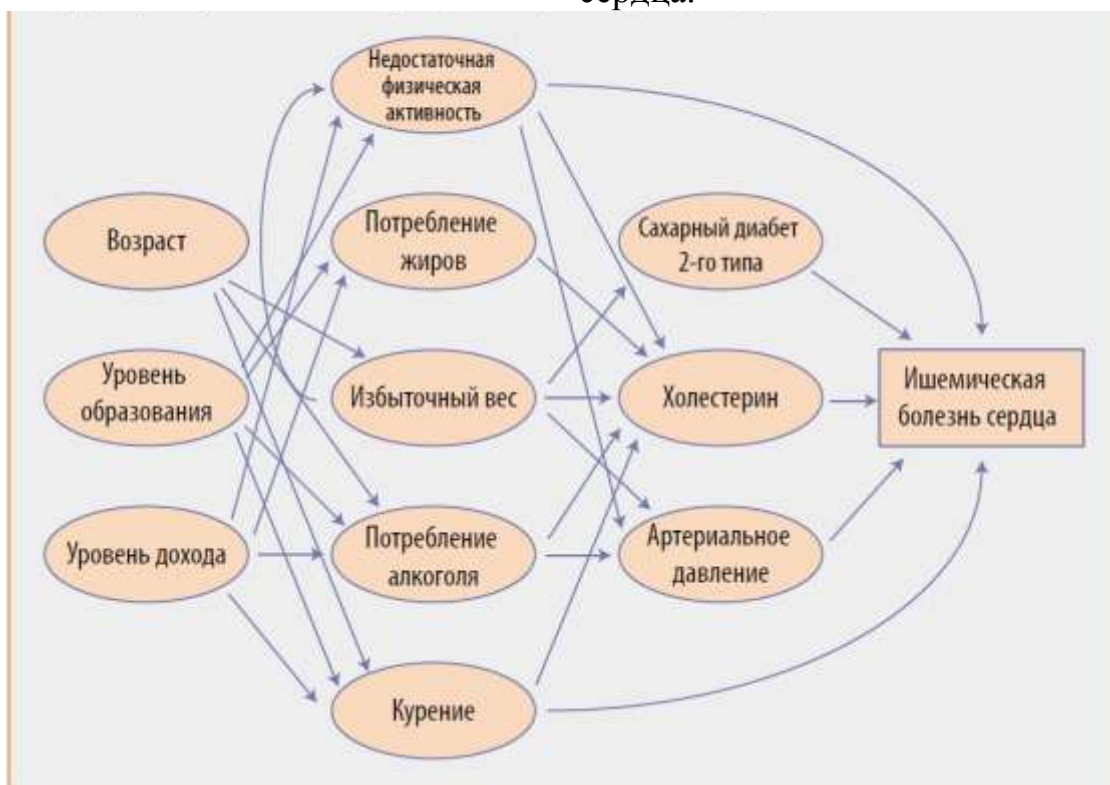 сердца.
Недостаточная
физическая
активность
Возраст
Потребление
жиров
Сахарный диабет
2-го типа
Уровень
образования
Избыточный вес
Холестерин
Ишемическая
болезнь сердца
Уровень дохода
Потребление
алкоголя
Артериальное
давление
Курение